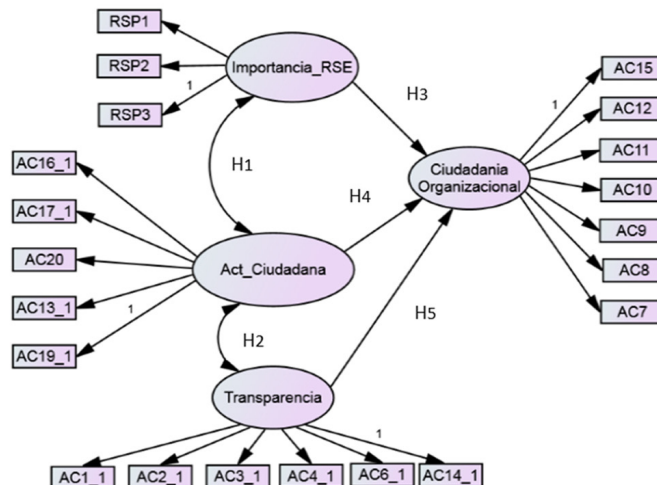 RSP1
RSP2
RSP3
1
Importancia_RSE
H1
H3
AC16_1
AC17_1
AC20
AC13_1
AC19_1
1
Act_Ciudadana
H4
H2
H5
Ciudadania
Organizacional
1
AC15
AC12
AC11
AC10
AC9
AC8
AC7
Transparencia
1
AC1_1
AC2_1
AC3_1
AC4_1
AC6_1
AC14_1